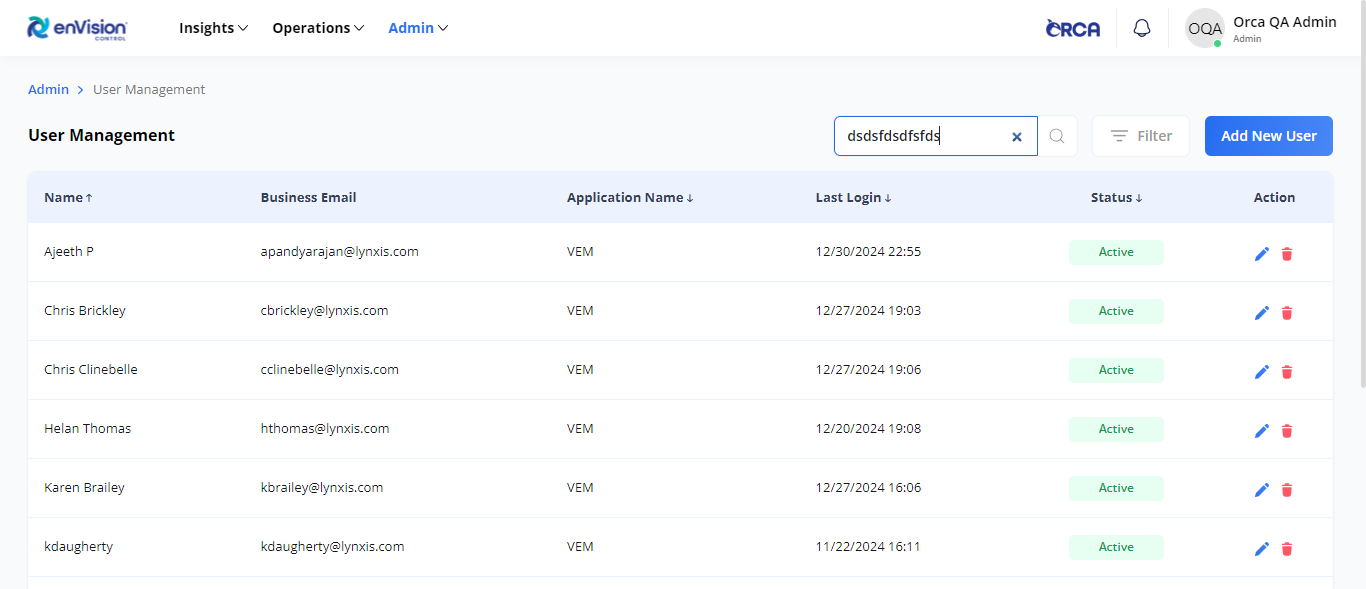 enVision CONTROL Insights Operations Admin ORCA OQA Orca QA Admin
Admin
Admin > User Management
User Management dsdsfdsdfsfds Filter Add New User
Name↑ Business Email Application Name↓ Last Login↓ Status↓ Action
Ajeeth P apandyarajan@lynxis.com VEM 12/30/2024 22:55 Active
Chris Brickley cbrickley@lynxis.com VEM 12/27/2024 19:03 Active
Chris Clinebelle cclinebelle@lynxis.com VEM 12/27/2024 19:06 Active
Helan Thomas hthomas@lynxis.com VEM 12/20/2024 19:08 Active
Karen Brailey kbrailey@lynxis.com VEM 12/27/2024 16:06 Active
kdaugherty kdaugherty@lynxis.com VEM 11/22/2024 16:11 Active